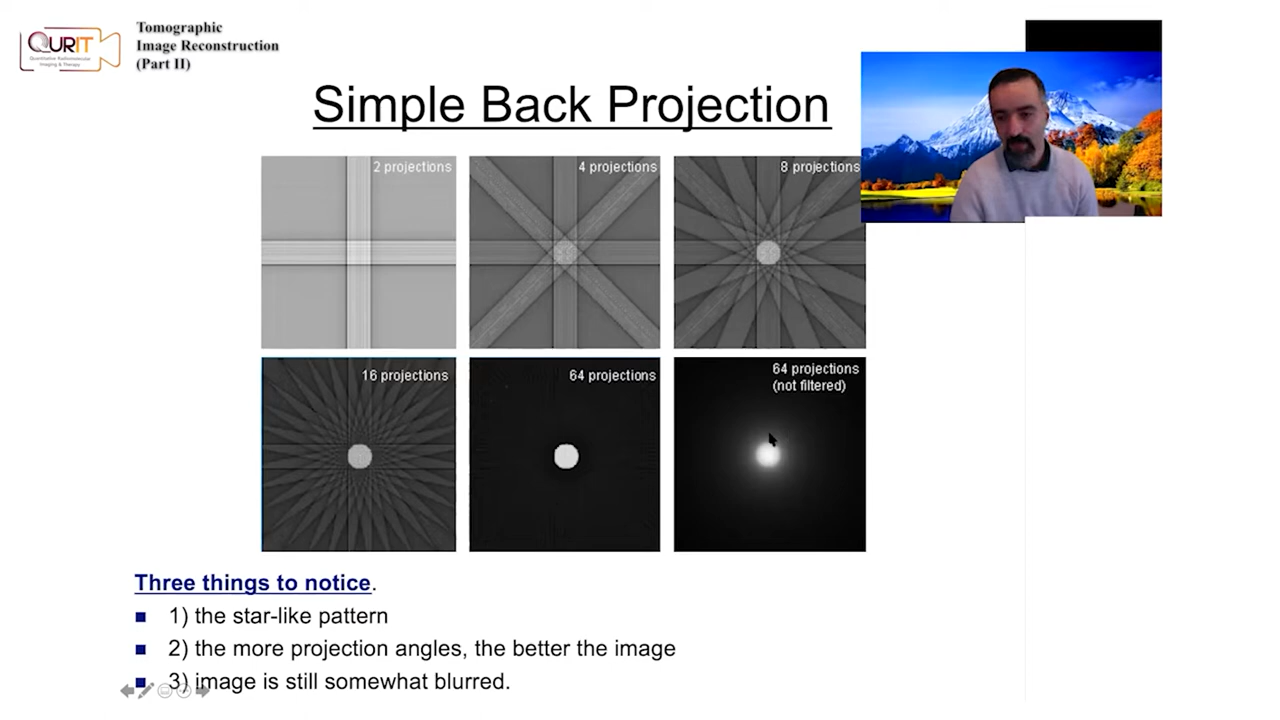 QURIT
Quantitative Radiomolecular
Imaging & Therapy
Tomographic
Image Reconstruction
(Part II)
Simple Back Projection
2 projections
4 projections
8 projections
16 projections
64 projections
64 projections
(not filtered)
Three things to notice.
1) the star-like pattern
2) the more projection angles, the better the image
3) image is still somewhat blurred.